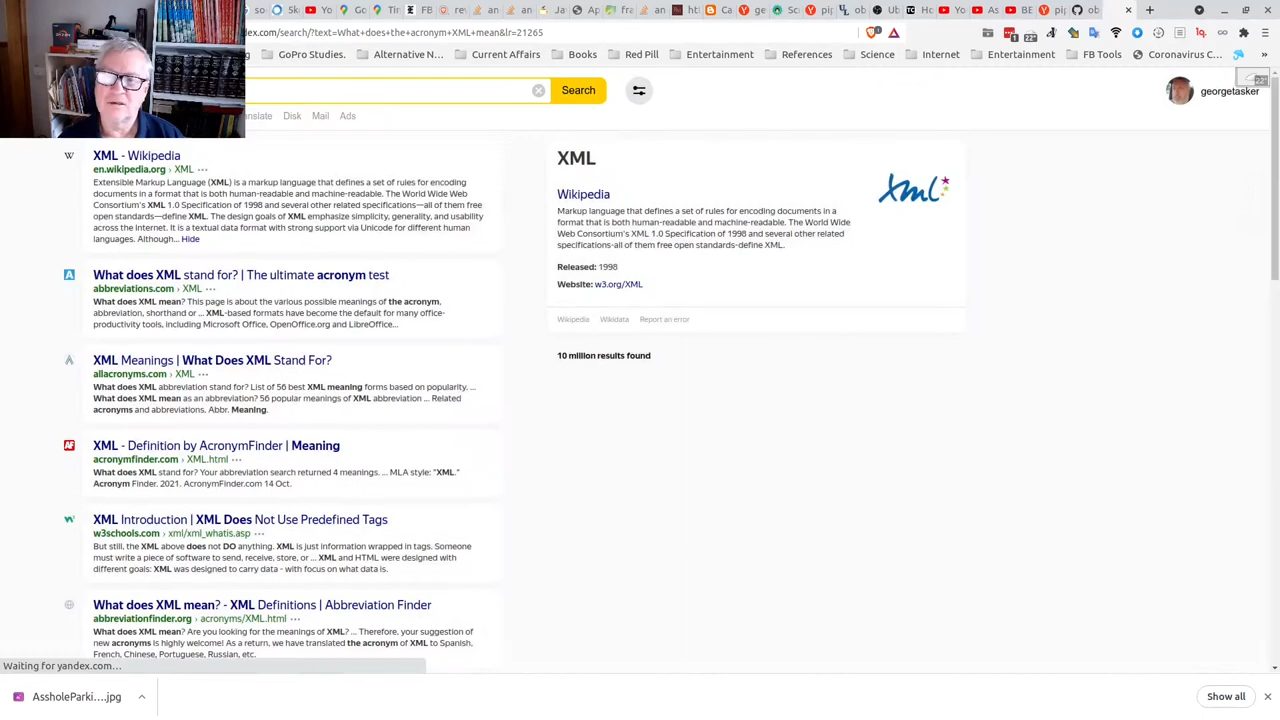 dex.com/search/?text=What+does+the+acronym+XML+mean&lr=21265
GoPro Studies.
Alternative N...
Current Affairs
Books
Red Pill
Entertainment
References
Science
Internet
Entertainment
FB Tools
Coronavirus C...
Search
georgetasker
22°
anslate Disk Mail Ads
XML - Wikipedia
en.wikipedia.org › XML
Extensible Markup Language (XML) is a markup language that defines a set of rules for encoding
documents in a format that is both human-readable and machine-readable. The World Wide
Web Consortium's XML 1.0 Specification of 1998 and several other related specifications—all of them free
open standards—define XML. The design goals of XML emphasize simplicity, generality, and usability
across the Internet. It is a textual data format with strong support via Unicode for different human
languages. Although... Hide
What does XML stand for? | The ultimate acronym test
abbreviations.com › XML
What does XML mean? This page is about the various possible meanings of the acronym,
abbreviation, shorthand or ... XML-based formats have become the default for many office-
productivity tools, including Microsoft Office, OpenOffice.org and LibreOffice...
XML Meanings | What Does XML Stand For?
allacronyms.com › XML
What does XML abbreviation stand for? List of 56 best XML meaning forms based on popularity. ...
What does XML mean as an abbreviation? 56 popular meanings of XML abbreviation ... Related
acronyms and abbreviations. Abbr. Meaning.
XML - Definition by AcronymFinder | Meaning
acronymfinder.com › XML.html
What does XML stand for? Your abbreviation search returned 4 meanings. ... MLA style: "XML."
Acronym Finder. 2021. AcronymFinder.com 14 Oct.
XML Introduction | XML Does Not Use Predefined Tags
w3schools.com › xml/xml_whatis.asp
But still, the XML above does not DO anything. XML is just information wrapped in tags. Someone
must write a piece of software to send, receive, store, or ... XML and HTML were designed with
different goals: XML was designed to carry data - with focus on what data is.
What does XML mean? - XML Definitions | Abbreviation Finder
abbreviationfinder.org › acronyms/XML.html
What does XML mean? Are you looking for the meanings of XML? ... Therefore, your suggestion of
new acronyms is highly welcome! As a return, we have translated the acronym of XML to Spanish,
French, Chinese, Portuguese, Russian, etc.
XML
xml
Wikipedia
Markup language that defines a set of rules for encoding documents in a
format that is both human-readable and machine-readable. The World Wide
Web Consortium's XML 1.0 Specification of 1998 and several other related
specifications-all of them free open standards-define XML.
Released: 1998
Website: w3.org/XML
Wikipedia Wikidata Report an error
10 million results found
Waiting for yandex.com...
AssholeParki....jpg
Show all